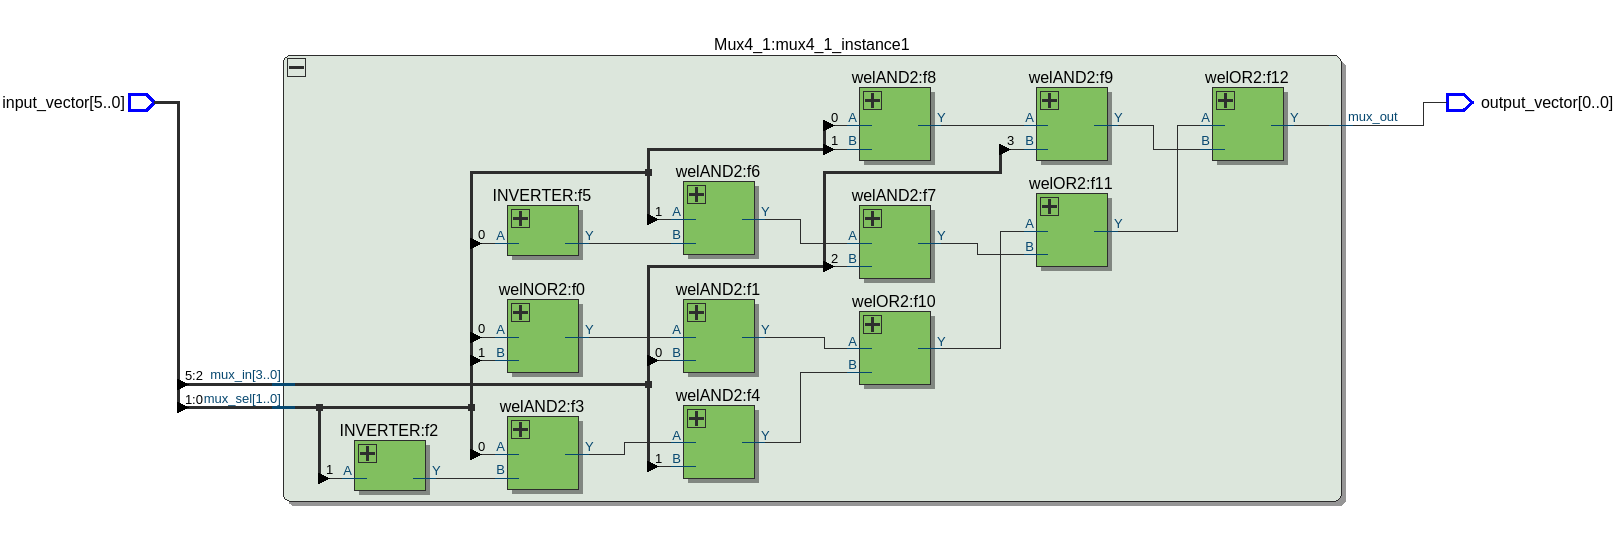 Mux4_1:mux4_1_instance1
welAND2:f8
welAND2:f9
welOR2:f12
input_vector[5..0]
output_vector[0..0]
0 A Y A Y A Y mux_out
1 B 3 B B
welAND2:f6
INVERTER:f5
welAND2:f7
welOR2:f11
1 A Y A Y
0 A Y B A Y B
2 B
welNOR2:f0
welAND2:f1
welOR2:f10
0 A Y A Y A Y
1 B 0 B B
5:2 mux_in[3..0]
1:0 mux_sel[1..0]
welAND2:f3
welAND2:f4
INVERTER:f2
0 A Y A Y
1 A Y B 1 B